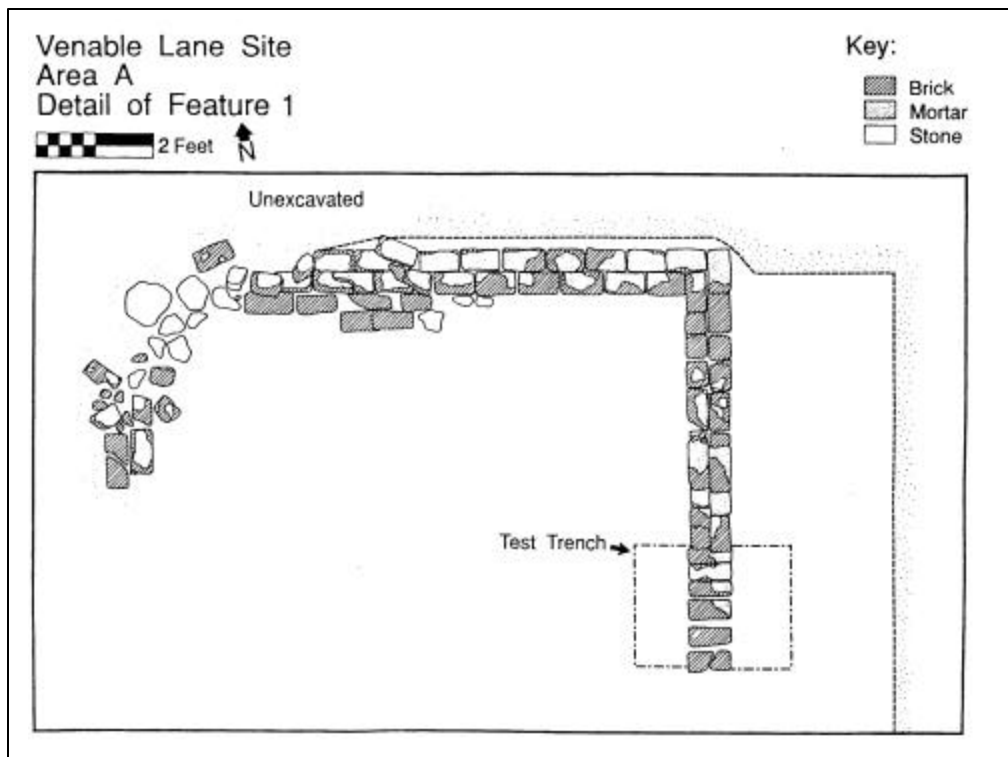 Venable Lane Site
Area A
Detail of Feature 1
2 Feet
N
Key:
Brick
Mortar
Stone
Unexcavated
Test Trench